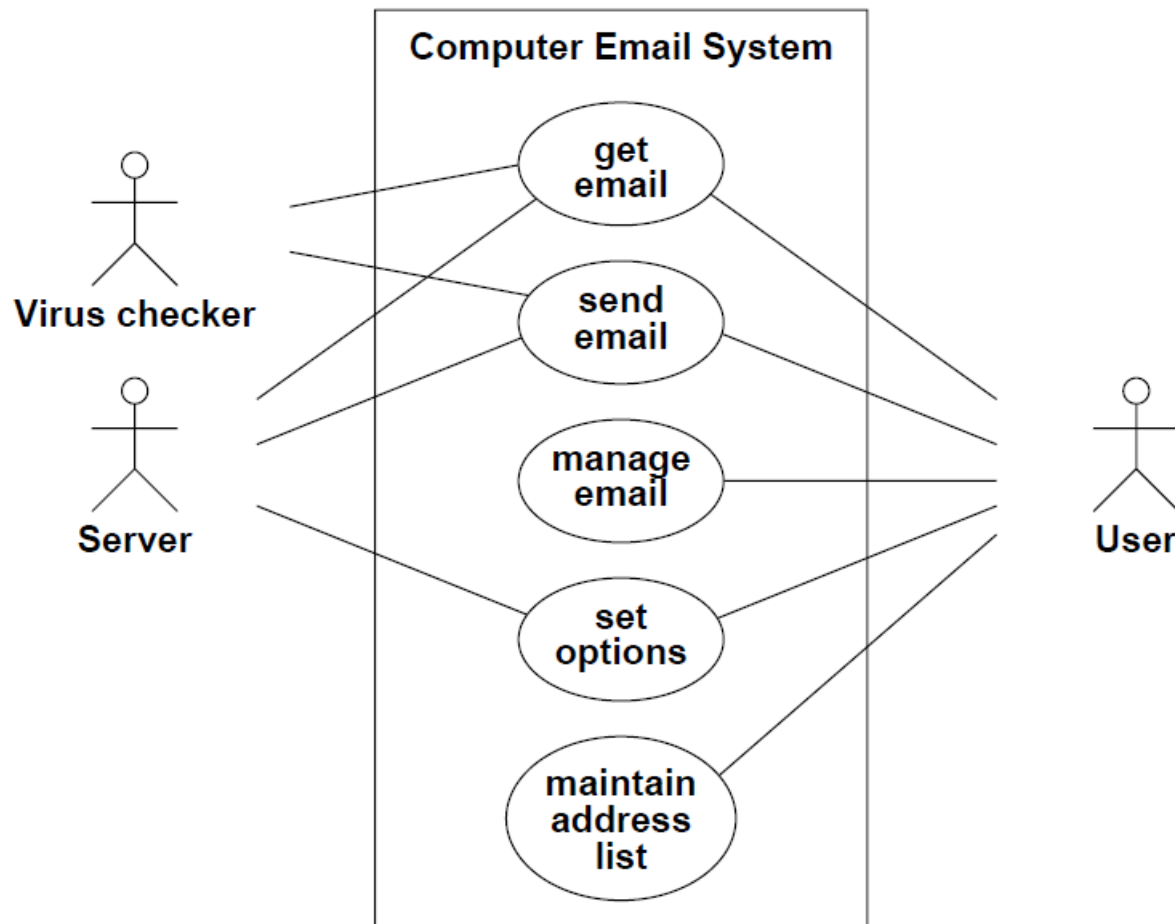 Computer Email System
get
email
Virus checker
send
email
Server
manage
email
User
set
options
maintain
address
list